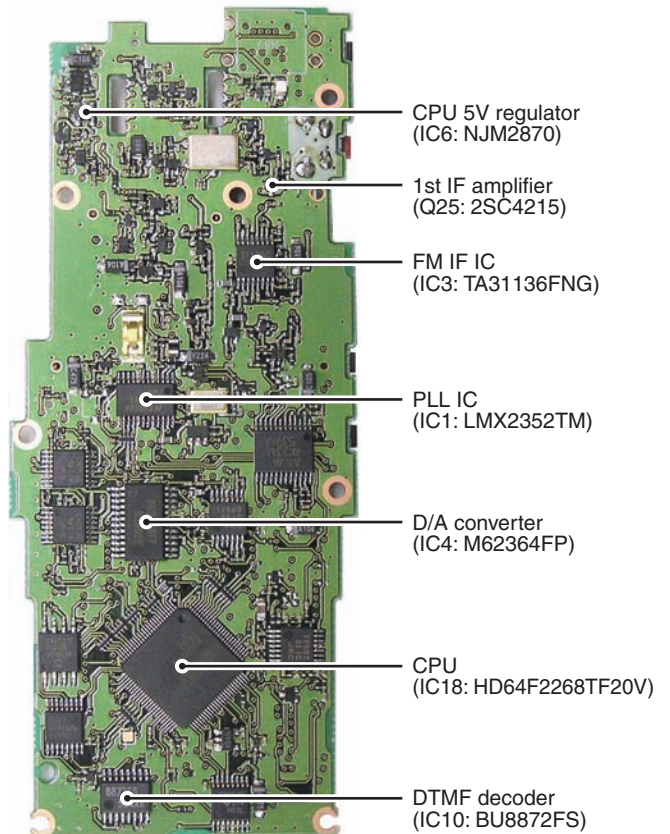 CPU 5V regulator
(IC6: NJM2870)
1st IF amplifier
(Q25: 2SC4215)
FM IF IC
(IC3: TA31136FNG)
PLL IC
(IC1: LMX2352TM)
D/A converter
(IC4: M62364FP)
CPU
(IC18: HD64F2268TF20V)
DTMF decoder
(IC10: BU8872FS)